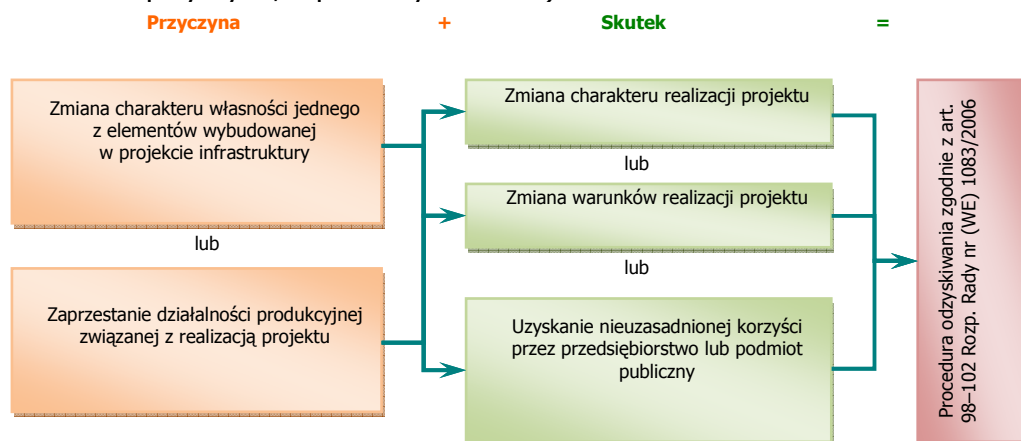 Przyczyna + Skutek =
Zmiana charakteru własności jednego
z elementów wybudowanej
w projekcie infrastruktury
lub
Zaprzestanie działalności produkcyjnej
związanej z realizacją projektu
Zmiana charakteru realizacji projektu
lub
Zmiana warunków realizacji projektu
lub
Uzyskanie nieuzasadnionej korzyści
przez przedsiębiorstwo lub podmiot
publiczny
Procedura odzyskiwania zgodnie z art.
98–102 Rozp. Rady nr (WE) 1083/2006